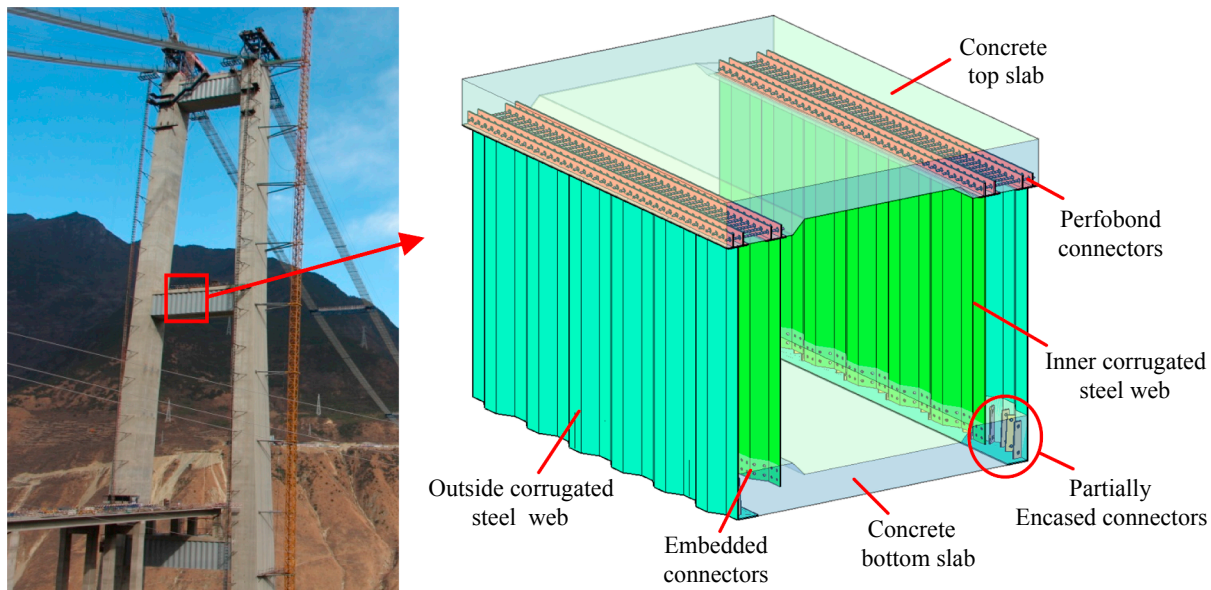 Concrete
top slab
Perfobond
connectors
Inner corrugated
steel web
Outside corrugated
steel web
Embedded
connectors
Concrete
bottom slab
Partially
Encased connectors